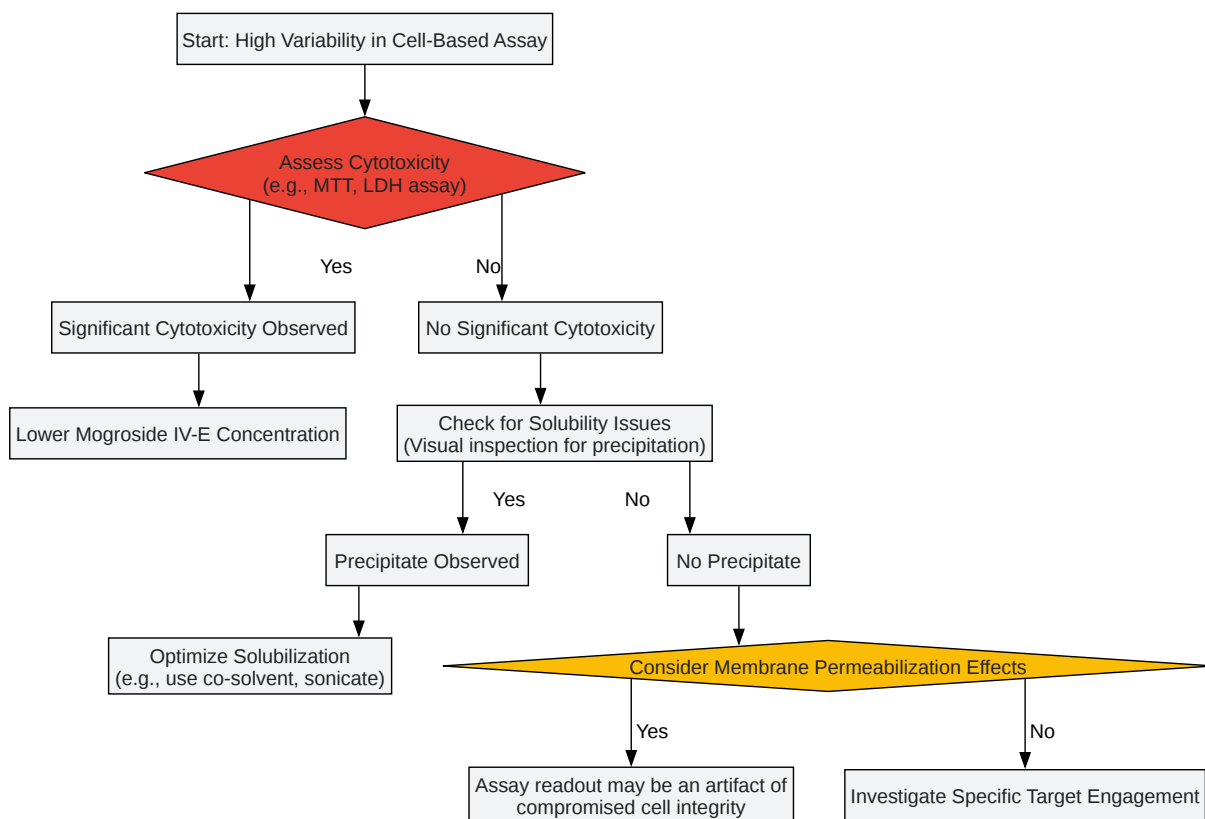 Start: High Variability in Cell-Based Assay
Assess Cytotoxicity
(e.g., MTT, LDH assay)
Yes
No
Significant Cytotoxicity Observed
No Significant Cytotoxicity
Lower Mogroside IV-E Concentration
Check for Solubility Issues
(Visual inspection for precipitation)
Yes
No
Precipitate Observed
No Precipitate
Optimize Solubilization
(e.g., use co-solvent, sonicate)
Consider Membrane Permeabilization Effects
Yes
No
Assay readout may be an artifact of
compromised cell integrity
Investigate Specific Target Engagement